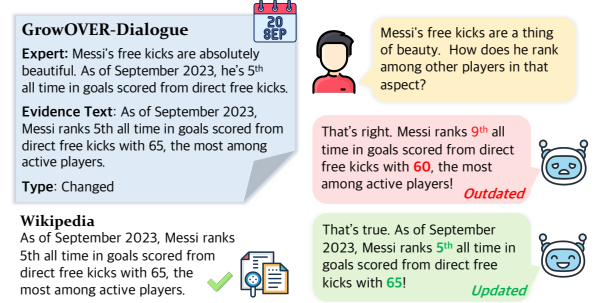 GrowOVER-Dialogue
20
SEP
Expert: Messi's free kicks are absolutely
beautiful. As of September 2023, he's 5th
all time in goals scored from direct free kicks.
Evidence Text: As of September 2023,
Messi ranks 5th all time in goals scored from
direct free kicks with 65, the most among
active players.
Type: Changed
Wikipedia
As of September 2023, Messi ranks
5th all time in goals scored from
direct free kicks with 65, the
most among active players.
Messi's free kicks are a thing
of beauty. How does he rank
among other players in that
aspect?
That's right. Messi ranks 9th all
time in goals scored from direct
free kicks with 60, the most
among active players!
Outdated
That's true. As of September
2023, Messi ranks 5th all time in
goals scored from direct free
kicks with 65!
Updated